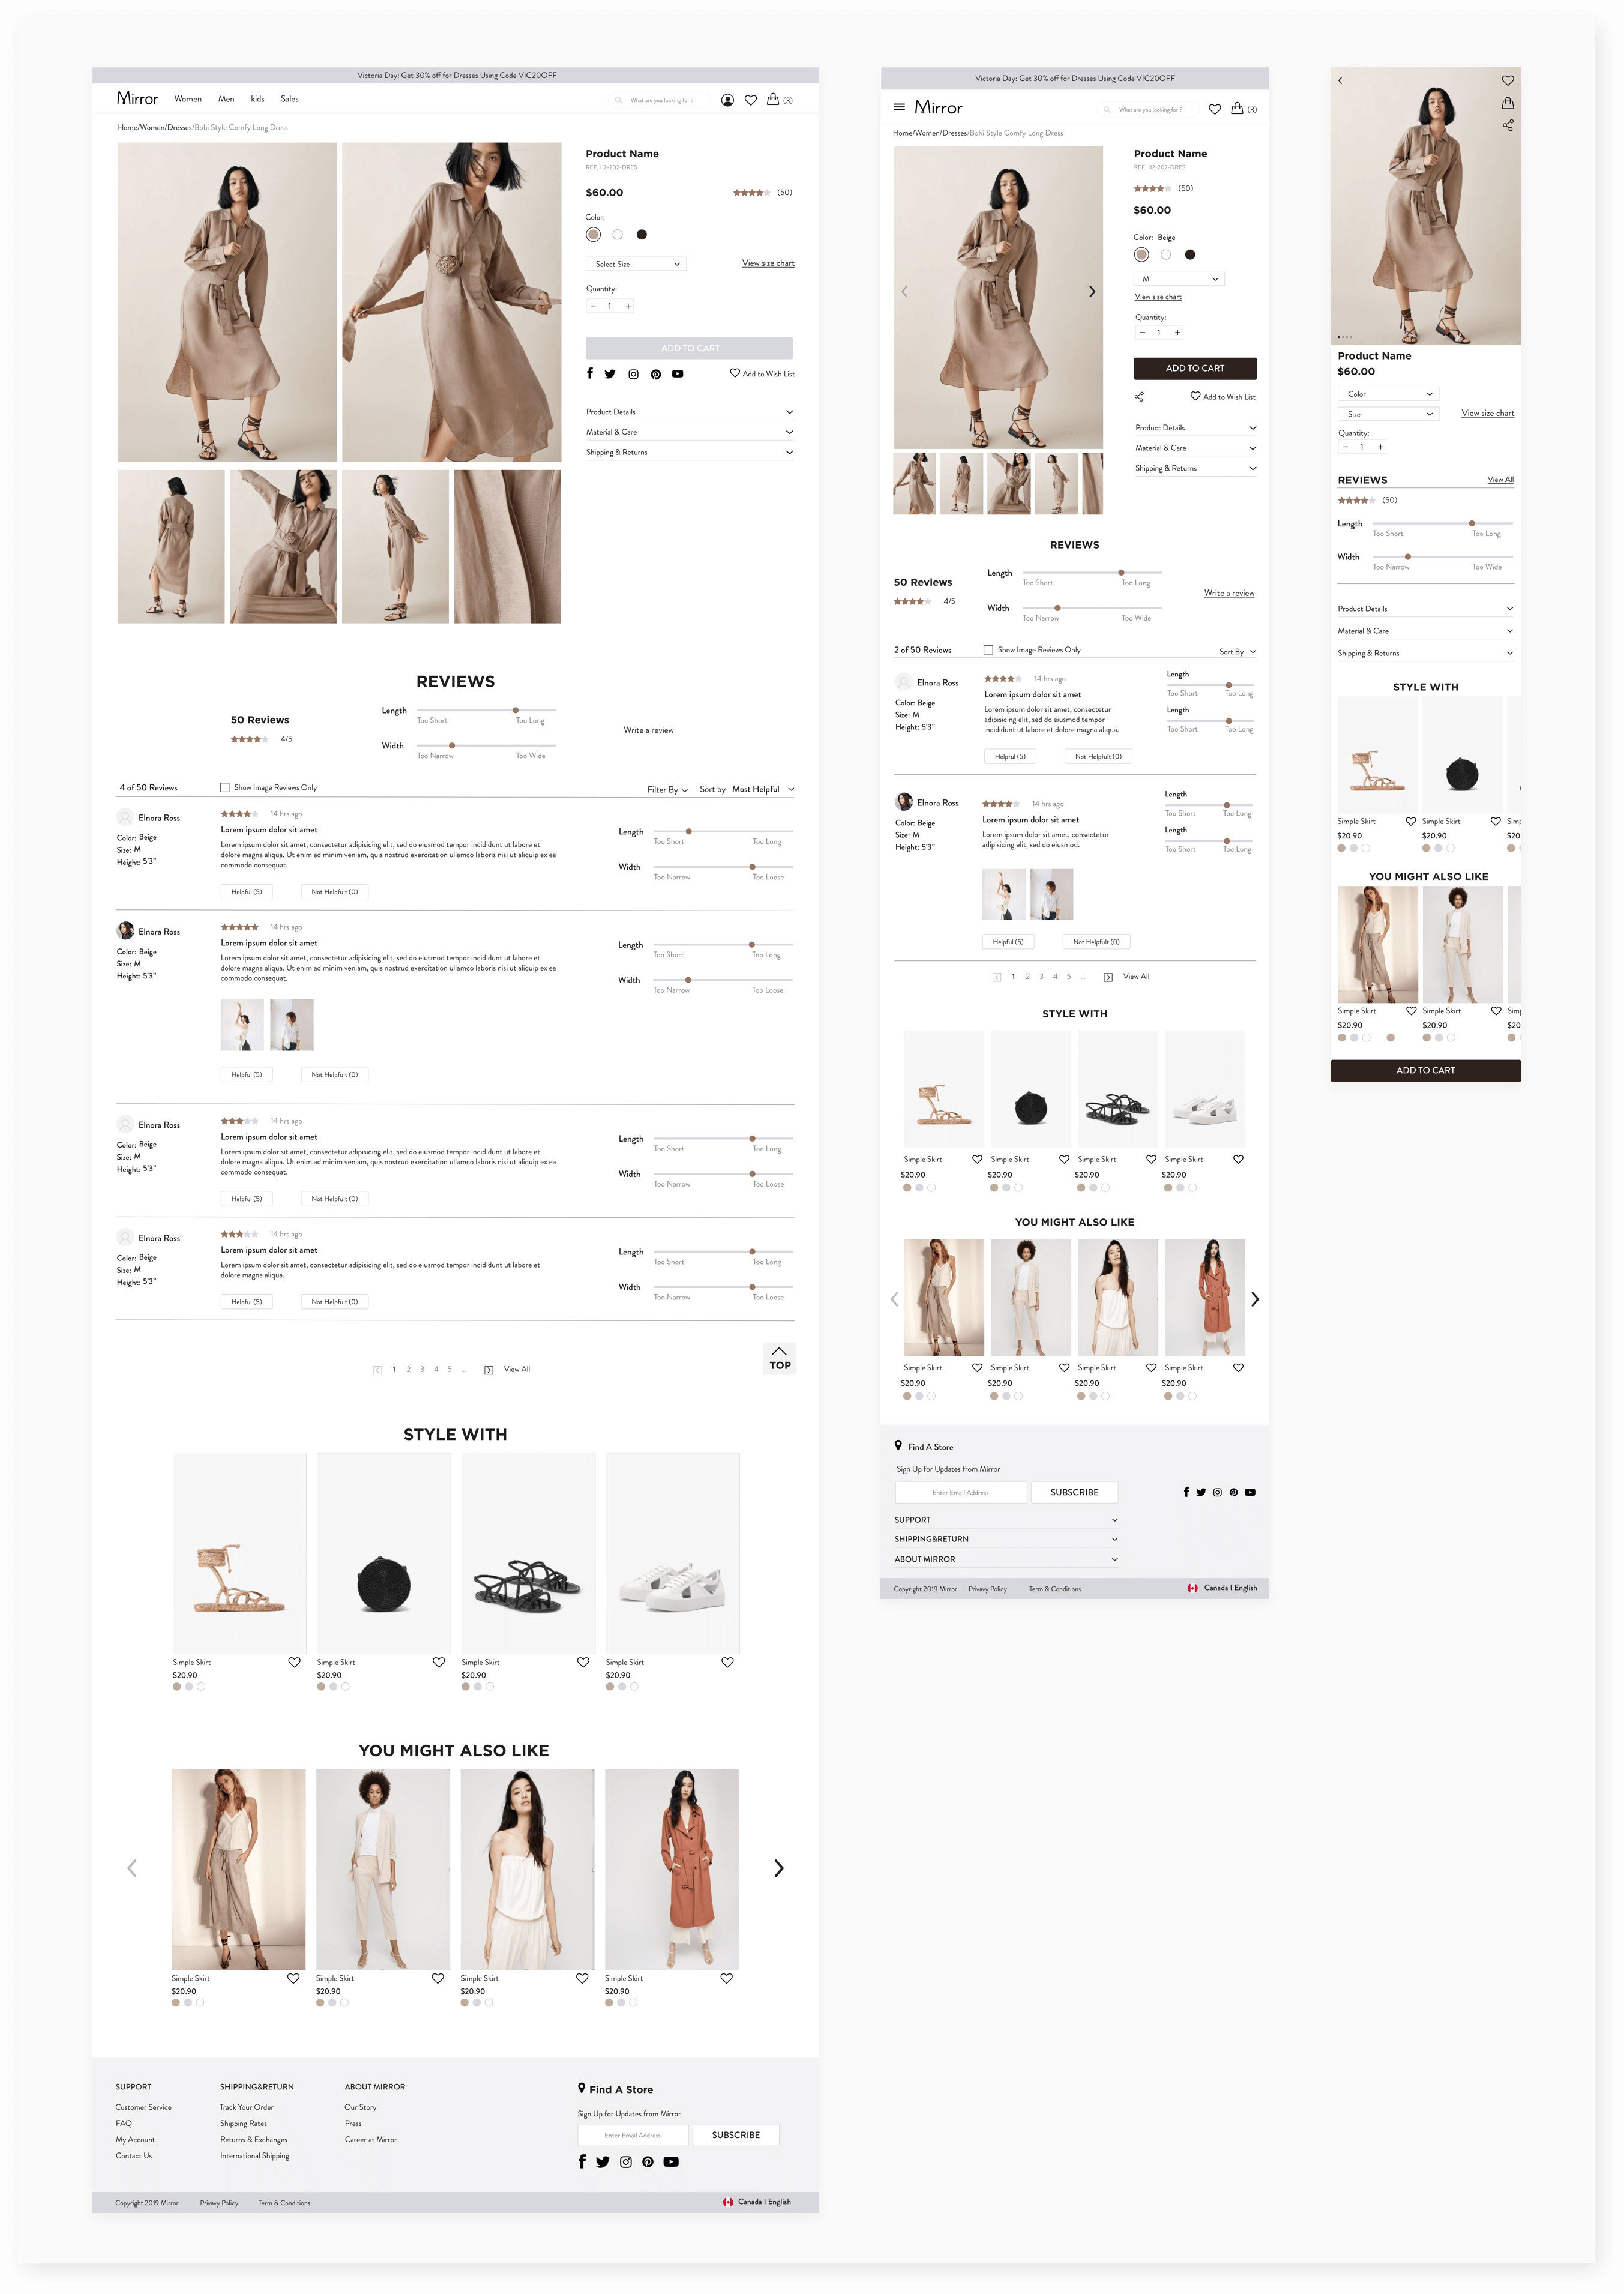 Victoria Day: Get 30% off for Dresses Using Code VIC20OFF
Mirror Women Men kids Sales What are you looking for ? (3)
Home/Women/Dresses/Bohi Style Comfy Long Dress
Product Name
REF: 112-202-DRES
$60.00 (50)
Color:
Select Size View size chart
Quantity:
− 1 +
ADD TO CART
Add to Wish List
Product Details
Material & Care
Shipping & Returns
REVIEWS
50 Reviews
4/5
Length
Too Short Too Long
Width
Too Narrow Too Wide
Write a review
4 of 50 Reviews Show Image Reviews Only Filter By Sort by Most Helpful
Elnora Ross
Color: Beige
Size: M
Height: 5'3"
14 hrs ago
Lorem ipsum dolor sit amet
Lorem ipsum dolor sit amet, consectetur adipisicing elit, sed do eiusmod tempor incididunt ut labore et
dolore magna aliqua. Ut enim ad minim veniam, quis nostrud exercitation ullamco laboris nisi ut aliquip ex ea
commodo consequat.
Helpful (5) Not Helpfult (0)
Length
Too Short Too Long
Width
Too Narrow Too Loose
Elnora Ross
Color: Beige
Size: M
Height: 5'3"
14 hrs ago
Lorem ipsum dolor sit amet
Lorem ipsum dolor sit amet, consectetur adipisicing elit, sed do eiusmod tempor incididunt ut labore et
dolore magna aliqua. Ut enim ad minim veniam, quis nostrud exercitation ullamco laboris nisi ut aliquip ex ea
commodo consequat.
Helpful (5) Not Helpfult (0)
Length
Too Short Too Long
Width
Too Narrow Too Loose
Elnora Ross
Color: Beige
Size: M
Height: 5'3"
14 hrs ago
Lorem ipsum dolor sit amet
Lorem ipsum dolor sit amet, consectetur adipisicing elit, sed do eiusmod tempor incididunt ut labore et
dolore magna aliqua. Ut enim ad minim veniam, quis nostrud exercitation ullamco laboris nisi ut aliquip ex ea
commodo consequat.
Helpful (5) Not Helpfult (0)
Length
Too Short Too Long
Width
Too Narrow Too Loose
Elnora Ross
Color: Beige
Size: M
Height: 5'3"
14 hrs ago
Lorem ipsum dolor sit amet
Lorem ipsum dolor sit amet, consectetur adipisicing elit, sed do eiusmod tempor incididunt ut labore et
dolore magna aliqua.
Helpful (5) Not Helpfult (0)
Length
Too Short Too Long
Width
Too Narrow Too Loose
1 2 3 4 5 ... View All
TOP
STYLE WITH
Simple Skirt Simple Skirt Simple Skirt Simple Skirt
$20.90 $20.90 $20.90 $20.90
YOU MIGHT ALSO LIKE
Simple Skirt Simple Skirt Simple Skirt Simple Skirt
$20.90 $20.90 $20.90 $20.90
SUPPORT
Customer Service
FAQ
My Account
Contact Us
SHIPPING&RETURN
Track Your Order
Shipping Rates
Returns & Exchanges
International Shipping
ABOUT MIRROR
Our Story
Press
Career at Mirror
Find A Store
Sign Up for Updates from Mirror
Enter Email Address SUBSCRIBE
Copyright 2019 Mirror Privavy Policy Term & Conditions Canada I English
Victoria Day: Get 30% off for Dresses Using Code VIC20OFF
Mirror What are you looking for ? (3)
Home/Women/Dresses/Bohi Style Comfy Long Dress
Product Name
REF: 112-202-DRES
(50)
$60.00
Color: Beige
M
View size chart
Quantity:
− 1 +
ADD TO CART
Add to Wish List
Product Details
Material & Care
Shipping & Returns
REVIEWS
50 Reviews
4/5
Length
Too Short Too Long
Width
Too Narrow Too Wide
Write a review
2 of 50 Reviews Show Image Reviews Only Sort By
Elnora Ross
Color: Beige
Size: M
Height: 5'3"
14 hrs ago
Lorem ipsum dolor sit amet
Lorem ipsum dolor sit amet, consectetur
adipisicing elit, sed do eiusmod tempor
incididunt ut labore et dolore magna aliqua.
Helpful (5) Not Helpfult (0)
Length
Too Short Too Long
Length
Too Short Too Long
Elnora Ross
Color: Beige
Size: M
Height: 5'3"
14 hrs ago
Lorem ipsum dolor sit amet
Lorem ipsum dolor sit amet, consectetur
adipisicing elit, sed do eiusmod.
Helpful (5) Not Helpfult (0)
Length
Too Short Too Long
Length
Too Short Too Long
1 2 3 4 5 ... View All
STYLE WITH
Simple Skirt Simple Skirt Simple Skirt Simple Skirt
$20.90 $20.90 $20.90 $20.90
YOU MIGHT ALSO LIKE
Simple Skirt Simple Skirt Simple Skirt Simple Skirt
$20.90 $20.90 $20.90 $20.90
Find A Store
Sign Up for Updates from Mirror
Enter Email Address SUBSCRIBE
SUPPORT
SHIPPING&RETURN
ABOUT MIRROR
Copyright 2019 Mirror Privavy Policy Term & Conditions Canada I English
Product Name
$60.00
Color
Size View size chart
Quantity:
− 1 +
REVIEWS View All
(50)
Length
Too Short Too Long
Width
Too Narrow Too Wide
Product Details
Material & Care
Shipping & Returns
STYLE WITH
Simple Skirt Simple Skirt Simp
$20.90 $20.90 $20.
YOU MIGHT ALSO LIKE
Simple Skirt Simple Skirt Simp
$20.90 $20.90 $20
ADD TO CART